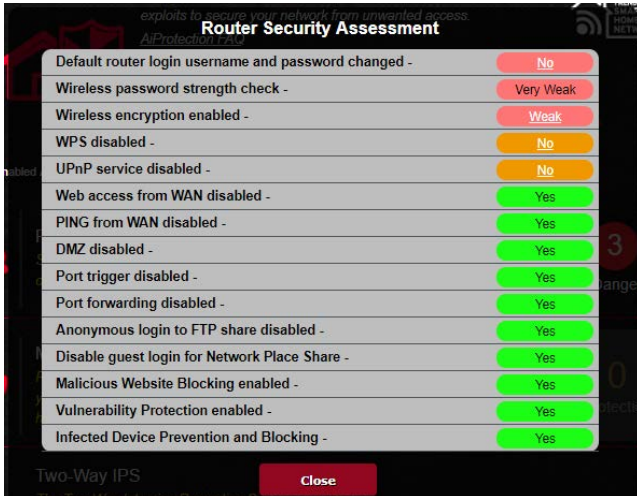 exploits to secure your network from unwanted access.
AiProtection FAQ
Router Security Assessment
Default router login username and password changed - No
Wireless password strength check - Very Weak
Wireless encryption enabled - Weak
WPS disabled - No
UPnP service disabled - No
Web access from WAN disabled - Yes
PING from WAN disabled - Yes
DMZ disabled - Yes
Port trigger disabled - Yes
Port forwarding disabled - Yes
Anonymous login to FTP share disabled - Yes
Disable guest login for Network Place Share - Yes
Malicious Website Blocking enabled - Yes
Vulnerability Protection enabled - Yes
Infected Device Prevention and Blocking - Yes
3
0
Two-Way IPS
Close